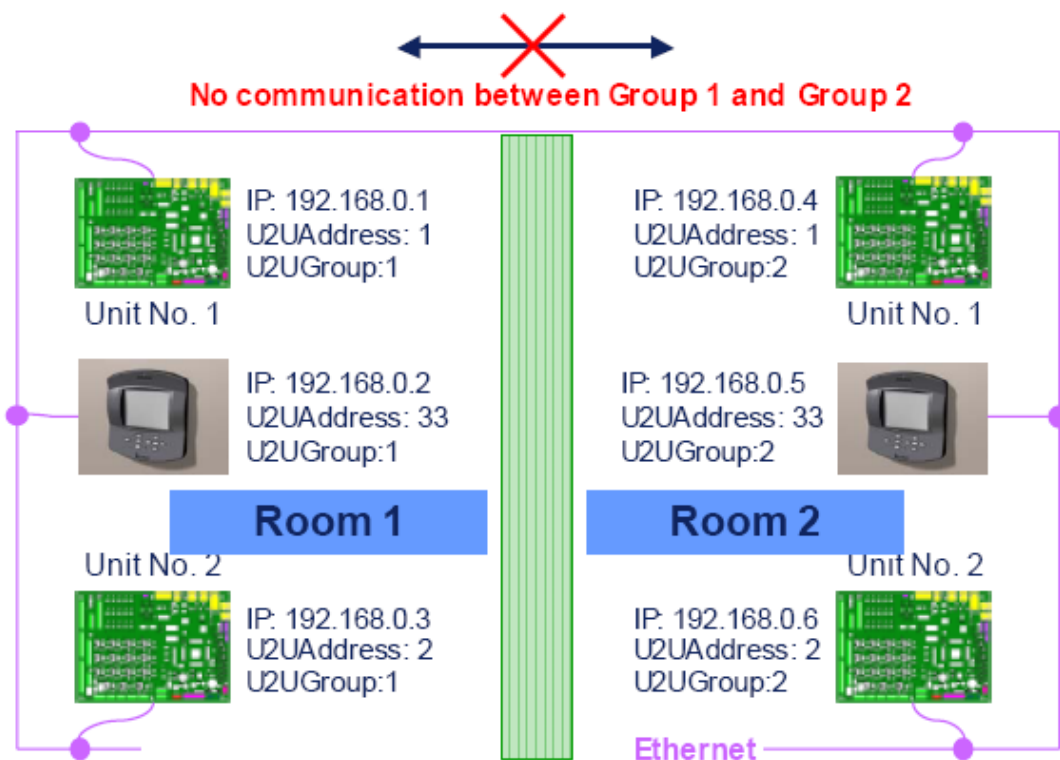 No communication between Group 1 and Group 2
IP: 192.168.0.1
U2UAddress: 1
U2UGroup:1
Unit No. 1
IP: 192.168.0.4
U2UAddress: 1
U2UGroup:2
Unit No. 1
IP: 192.168.0.2
U2UAddress: 33
U2UGroup:1
IP: 192.168.0.5
U2UAddress: 33
U2UGroup:2
Room 1
Room 2
Unit No. 2
IP: 192.168.0.3
U2UAddress: 2
U2UGroup:1
Unit No. 2
IP: 192.168.0.6
U2UAddress: 2
U2UGroup:2
Ethernet